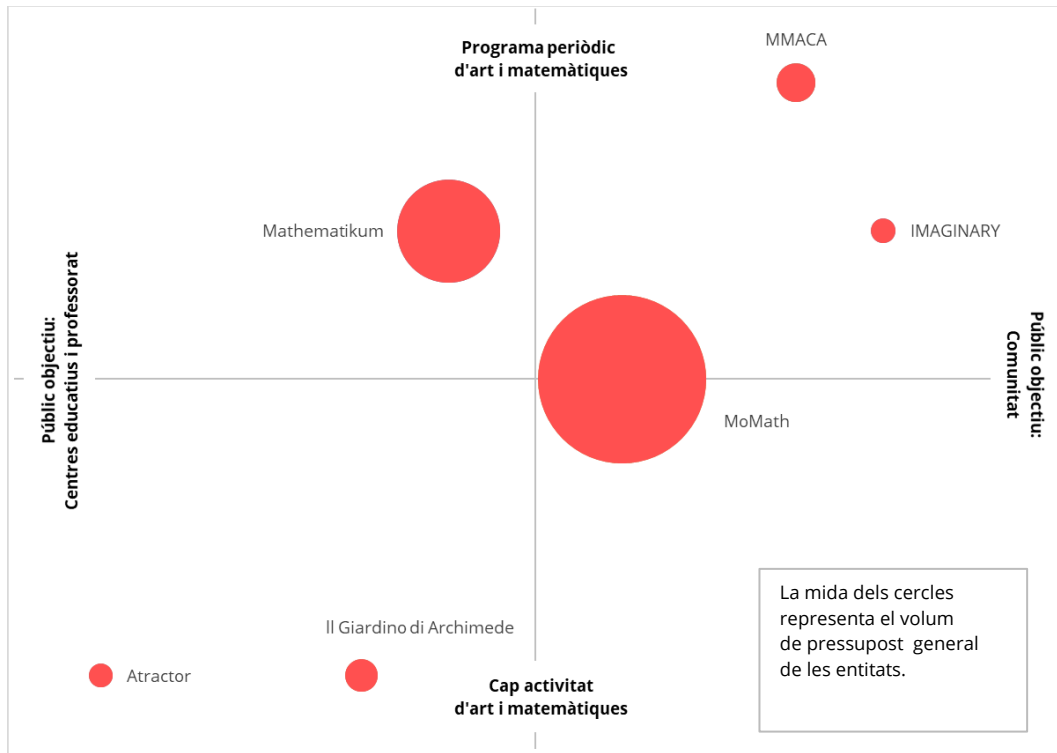 Programa periòdic
d'art i matemàtiques
MMACA
Mathematikum
IMAGINARY
Públic objectiu:
Centres educatius i professorat
Públic objectiu:
Comunitat
MoMath
Il Giardino di Archimede
Atractor
Cap activitat
d'art i matemàtiques
La mida dels cercles
representa el volum
de pressupost general
de les entitats.